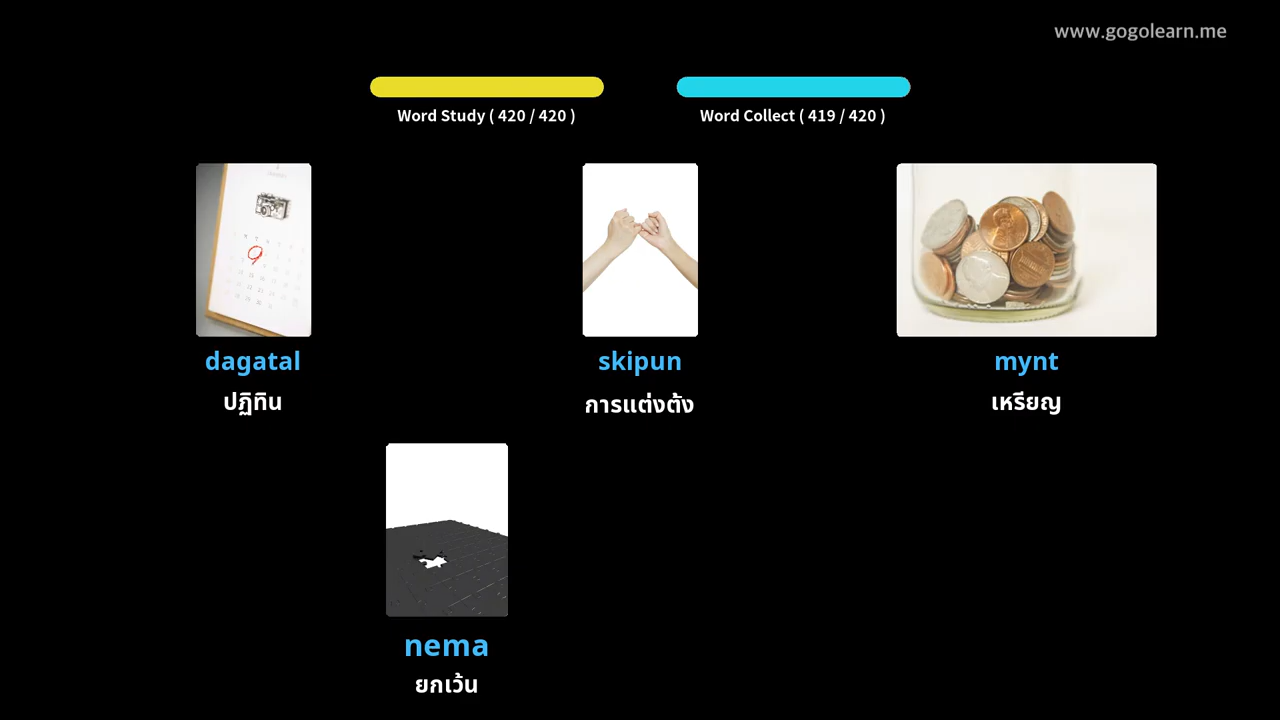 www.gogolearn.me
Word Study ( 420 / 420 )
Word Collect ( 419 / 420 )
dagatal
ปฏิทิน
skipun
การแต่งตั้ง
mynt
เหรียญ
nema
ยกเว้น